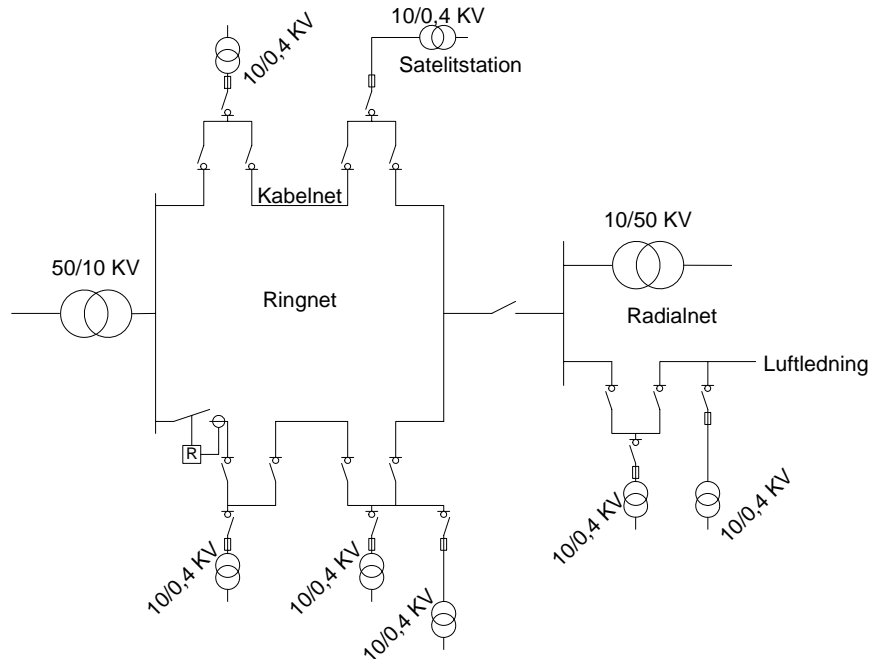 10/0,4 KV
10/0,4 KV
Satelitstation
Kabelnet
50/10 KV
Ringnet
10/50 KV
Radialnet
Luftledning
R
10/0,4 KV
10/0,4 KV
10/0,4 KV
10/0,4 KV
10/0,4 KV